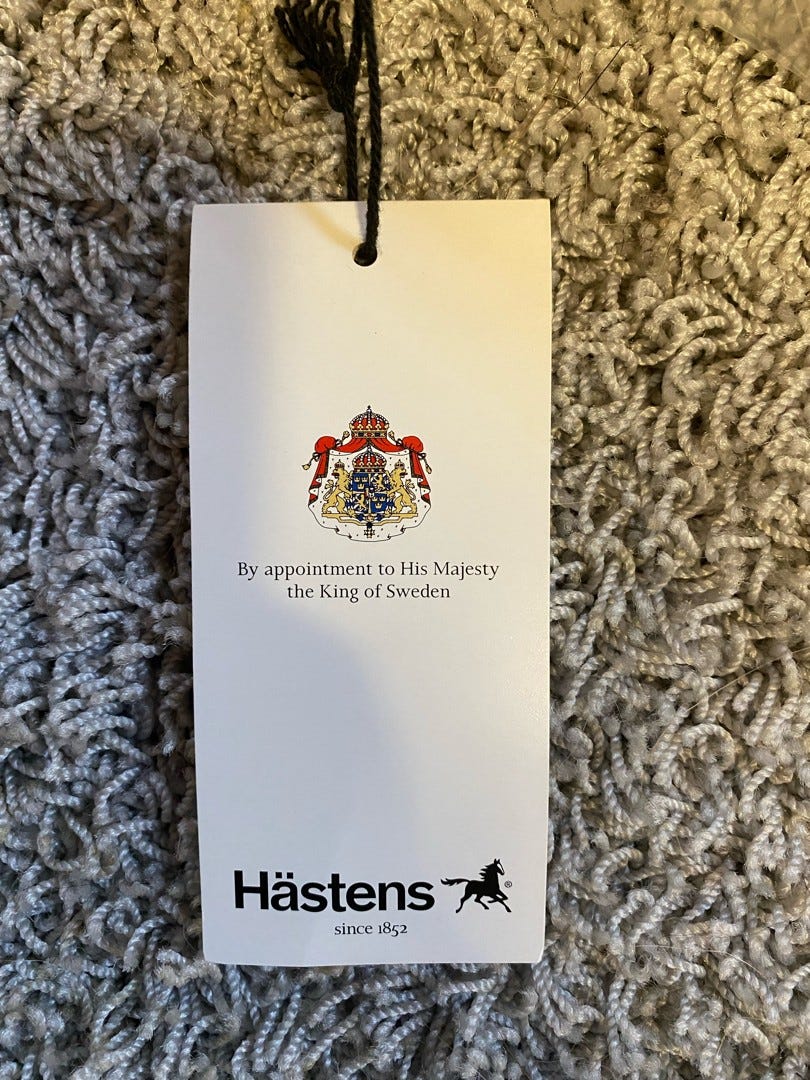 By appointment to His Majesty
the King of Sweden
Hästens ®
since 1852